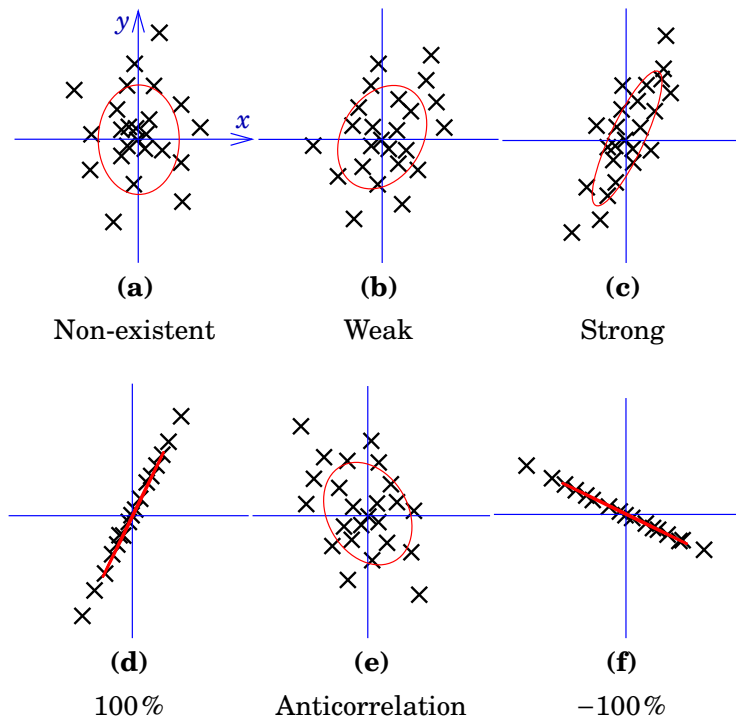 y
x
(a) (b) (c)
Non-existent Weak Strong
(d) (e) (f)
100% Anticorrelation −100%